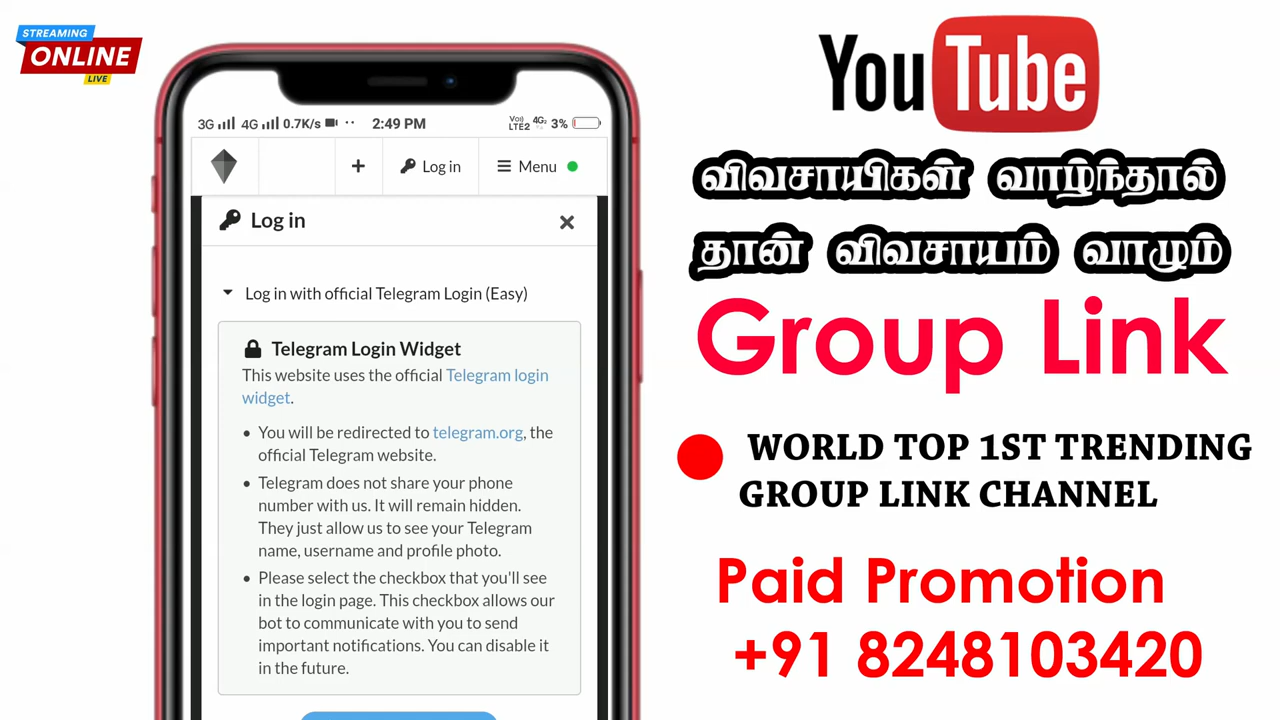 STREAMING
ONLINE
LIVE
3G 4G 0.7K/s 2:49 PM Vo) LTE2 4G2 3%
+ Log in Menu
Log in
Log in with official Telegram Login (Easy)
Telegram Login Widget
This website uses the official Telegram login
widget.
• You will be redirected to telegram.org, the
official Telegram website.
• Telegram does not share your phone
number with us. It will remain hidden.
They just allow us to see your Telegram
name, username and profile photo.
• Please select the checkbox that you'll see
in the login page. This checkbox allows our
bot to communicate with you to send
important notifications. You can disable it
in the future.
YouTube
விவசாயிகள் வாழ்ந்தால்
தான் விவசாயம் வாழும்
Group Link
WORLD TOP 1ST TRENDING
GROUP LINK CHANNEL
Paid Promotion
+91 8248103420